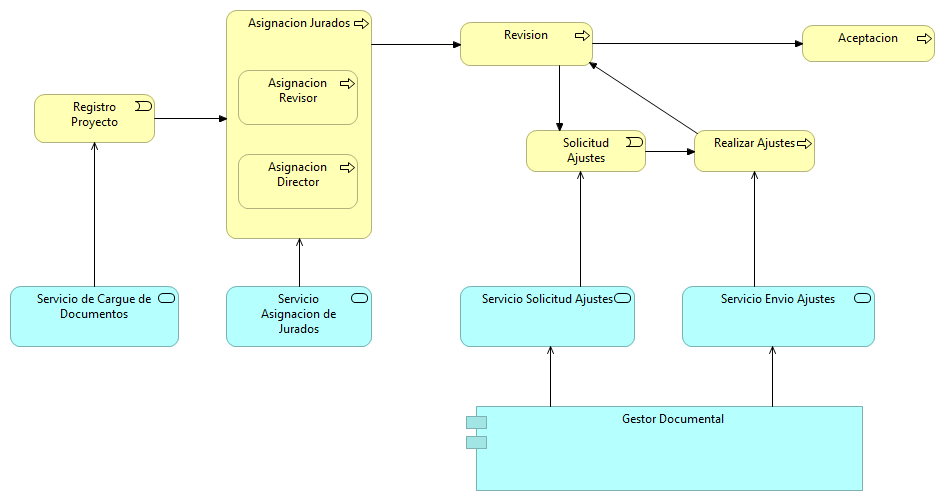 Asignacion Jurados
Revision
Aceptacion
Asignacion
Revisor
Registro
Proyecto
Solicitud
Ajustes
Realizar Ajustes
Asignacion
Director
Servicio de Cargue de
Documentos
Servicio
Asignacion de
Jurados
Servicio Solicitud Ajustes
Servicio Envio Ajustes
Gestor Documental